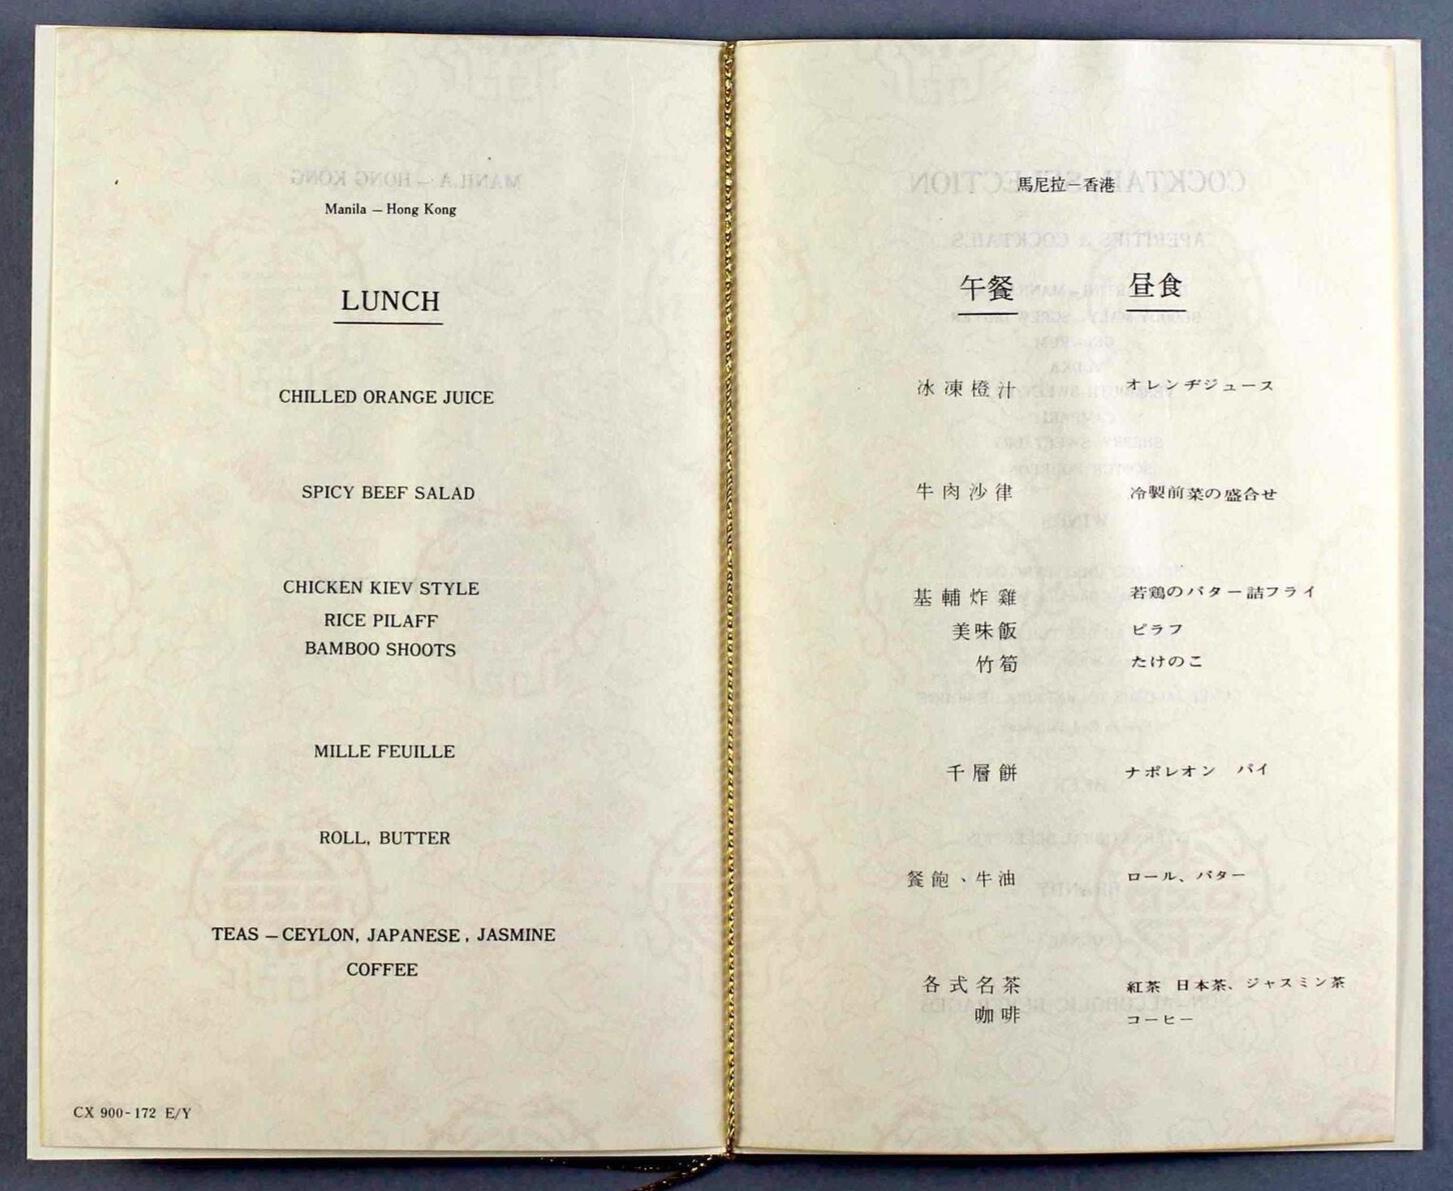 Manila – Hong Kong
LUNCH
CHILLED ORANGE JUICE
SPICY BEEF SALAD
CHICKEN KIEV STYLE
RICE PILAFF
BAMBOO SHOOTS
MILLE FEUILLE
ROLL, BUTTER
TEAS – CEYLON, JAPANESE, JASMINE
COFFEE
CX 900-172 E/Y
馬尼拉－香港
午餐 昼食
冰凍橙汁 オレンヂジュース
牛肉沙律 冷製前菜の盛合せ
基輔炸雞 若鶏のバター詰フライ
美味飯 ピラフ
竹筍 たけのこ
千層餅 ナポレオン パイ
餐飽、牛油 ロール、バター
各式名茶 紅茶 日本茶、ジャスミン茶
咖啡 コーヒー